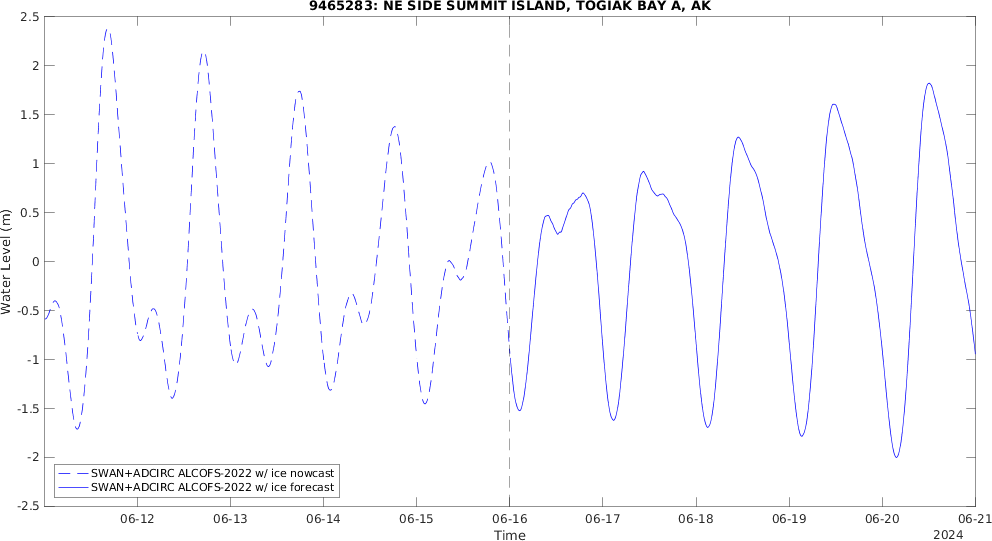 9465283: NE SIDE SUMMIT ISLAND, TOGIAK BAY A, AK
2.5
2
1.5
1
0.5
0
-0.5
-1
-1.5
-2
-2.5
Water Level (m)
SWAN+ADCIRC ALCOFS-2022 w/ ice nowcast
SWAN+ADCIRC ALCOFS-2022 w/ ice forecast
06-12 06-13 06-14 06-15 06-16 06-17 06-18 06-19 06-20 06-21
Time
2024